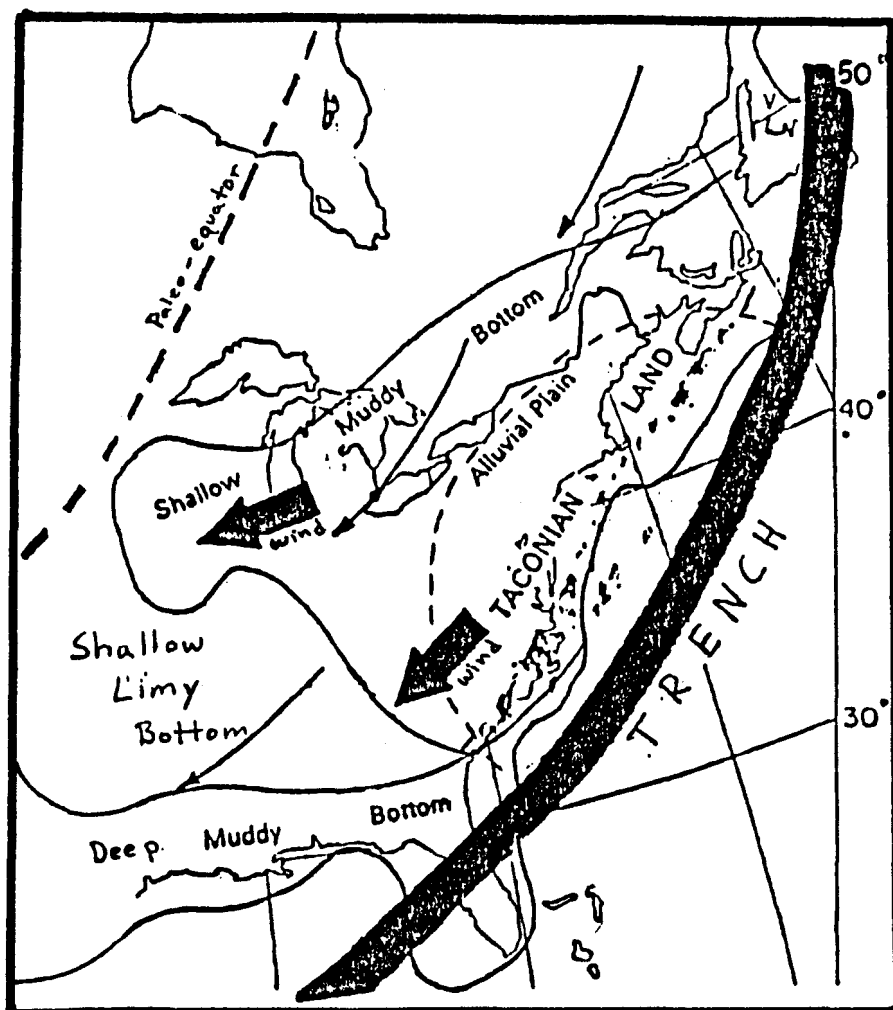 50°
V
V
Paleo-equator
Bottom
Muddy
Alluvial Plain
LAND
40°
Shallow
wind
TACONIAN
wind
TRENCH
Shallow
Limy
Bottom
30°
Deep. Muddy Bottom